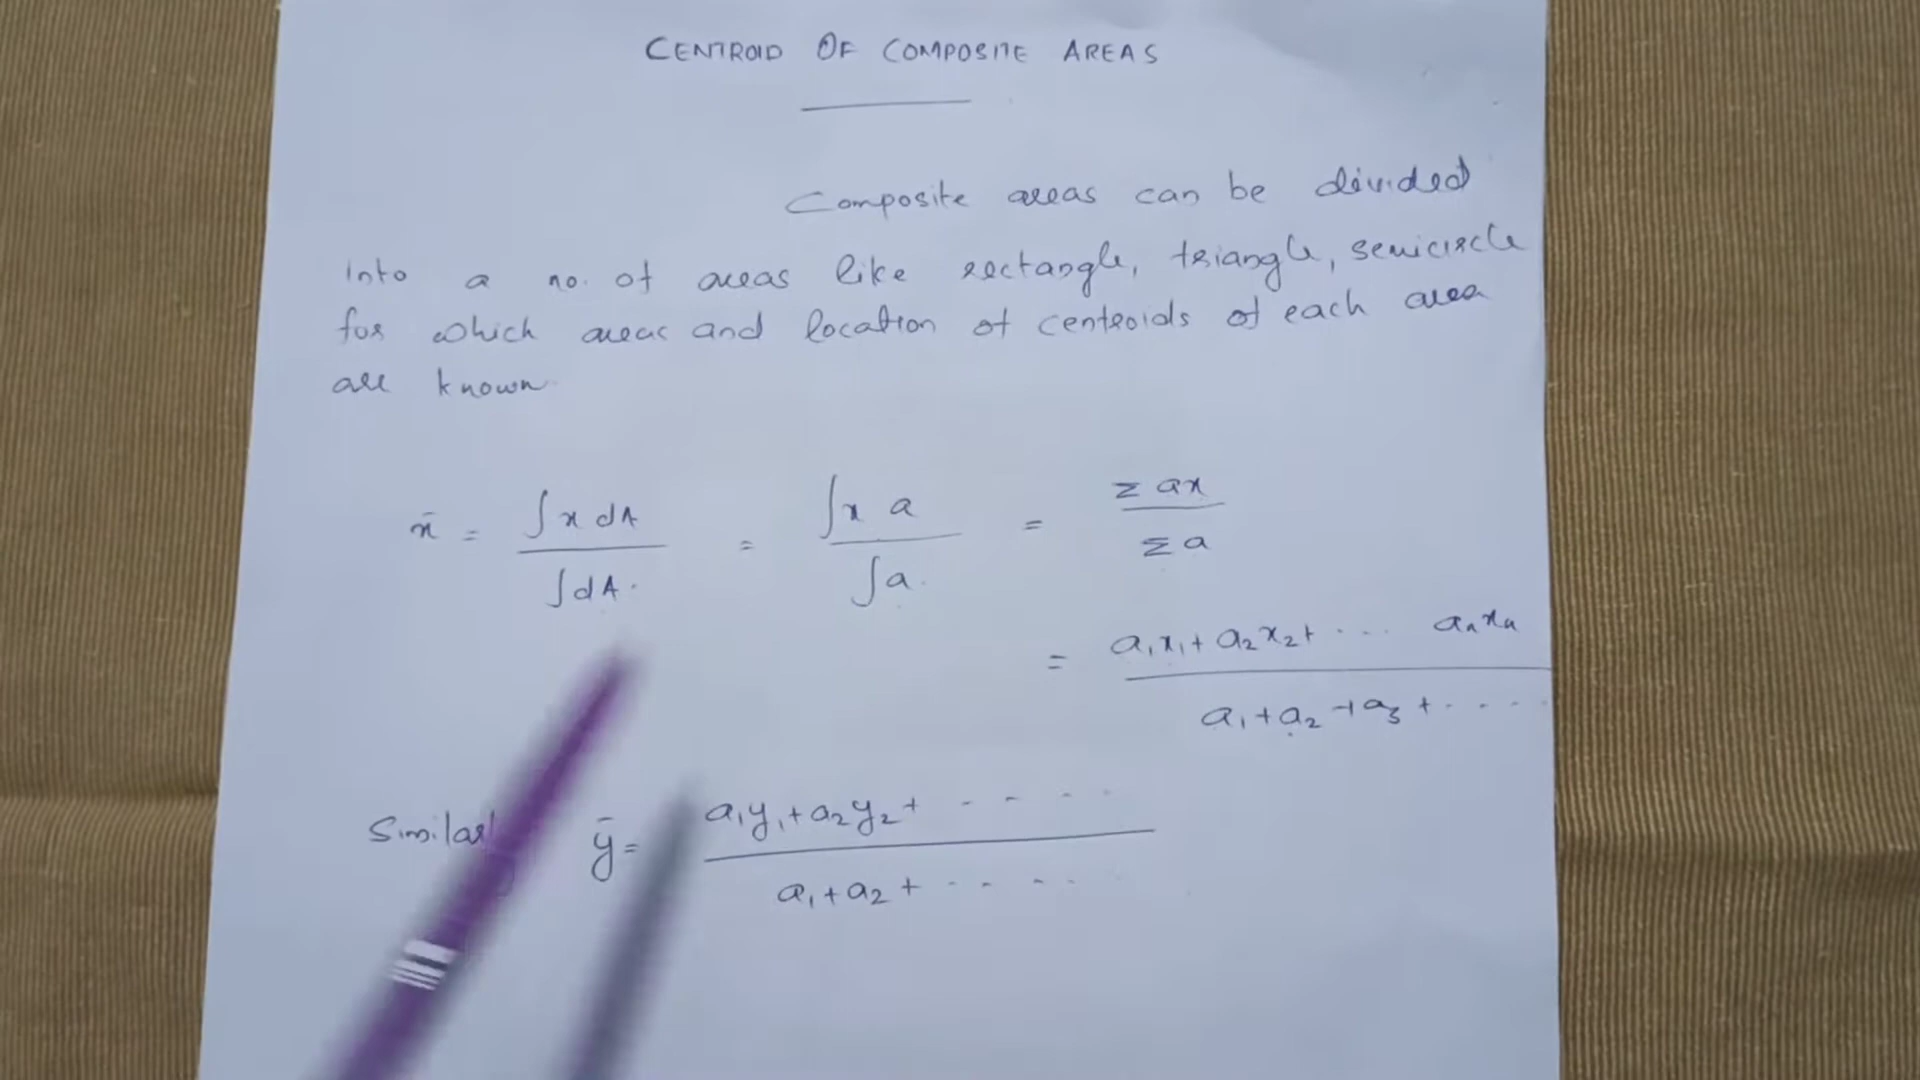 CENTROID OF COMPOSITE AREAS
Composite areas can be divided
into a no. of areas like rectangle, triangle, semicircle
for which areas and location of centroids of each area
are known
x̄ = ∫x dA / ∫dA = ∫x a / ∫a = Σax / Σa
= a₁x₁ + a₂x₂ + ... aₙxₙ / a₁ + a₂ + a₃ + ....
ȳ = a₁y₁ + a₂y₂ + ---- / a₁ + a₂ + ----